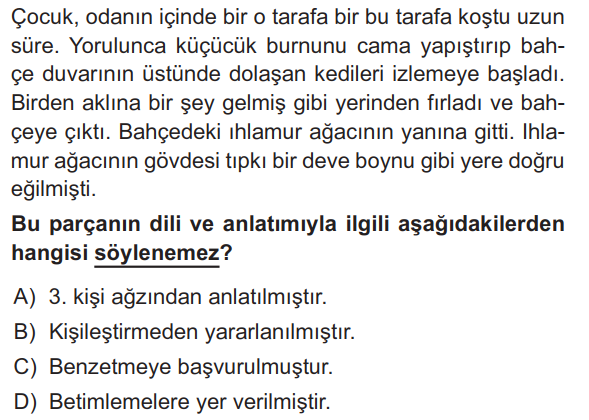 Çocuk, odanın içinde bir o tarafa bir bu tarafa koştu uzun
süre. Yorulunca küçücük burnunu cama yapıştırıp bah-
çe duvarının üstünde dolaşan kedileri izlemeye başladı.
Birden aklına bir şey gelmiş gibi yerinden fırladı ve bah-
çeye çıktı. Bahçedeki ıhlamur ağacının yanına gitti. Ihla-
mur ağacının gövdesi tıpkı bir deve boynu gibi yere doğru
eğilmişti.
Bu parçanın dili ve anlatımıyla ilgili aşağıdakilerden
hangisi söylenemez?
A) 3. kişi ağzından anlatılmıştır.
B) Kişileştirmeden yararlanılmıştır.
C) Benzetmeye başvurulmuştur.
D) Betimlemelere yer verilmiştir.